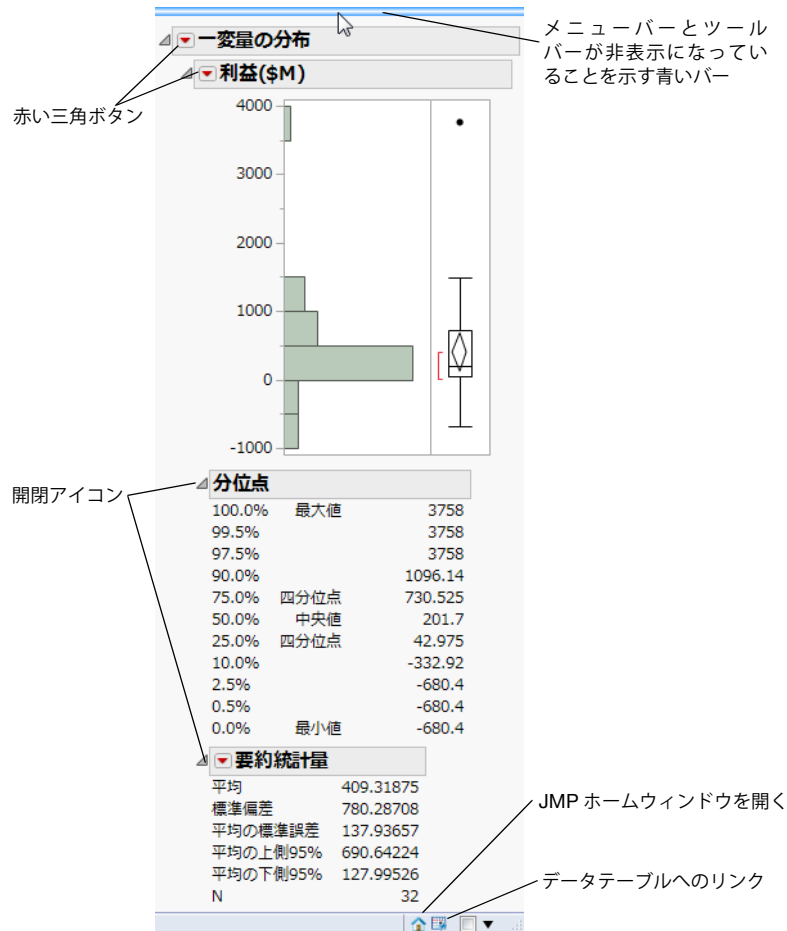 メニューバーとツール
バーが非表示になってい
ることを示す青いバー
一変量の分布
利益($M)
赤い三角ボタン
4000
3000
2000
1000
0
-1000
開閉アイコン
分位点
100.0% 最大値 3758
99.5% 3758
97.5% 3758
90.0% 1096.14
75.0% 四分位点 730.525
50.0% 中央値 201.7
25.0% 四分位点 42.975
10.0% -332.92
2.5% -680.4
0.5% -680.4
0.0% 最小値 -680.4
要約統計量
平均 409.31875
標準偏差 780.28708
平均の標準誤差 137.93657
平均の上側95% 690.64224
平均の下側95% 127.99526
N 32
JMP ホームウィンドウを開く
データテーブルへのリンク